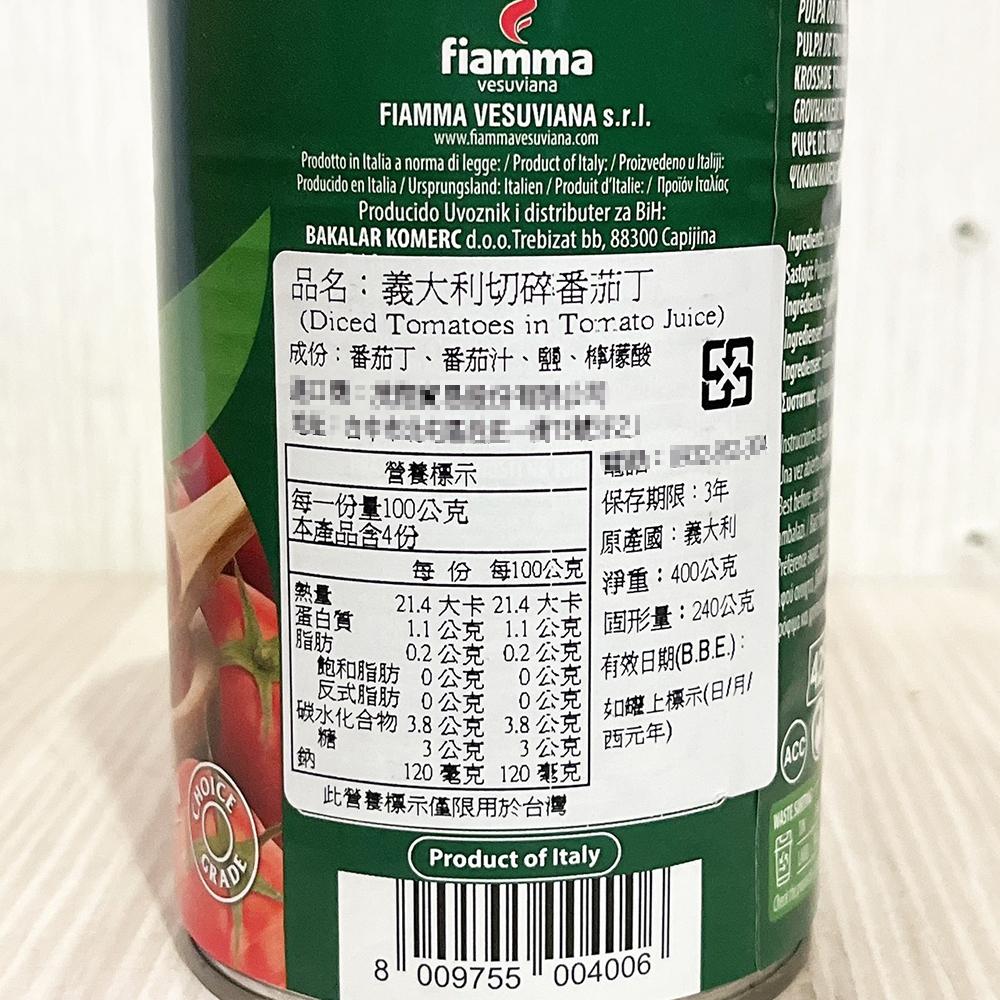 fiamma
vesuviana
FIAMMA VESUVIANA s.r.l.
www.fiammavesuviana.com
Prodotto in Italia a norma di legge: / Product of Italy: / Proizvedeno u Italiji:
Producido en Italia / Ursprungsland: Italien / Produit d'Italie: / Προϊόν Ιταλίας
Producido Uvoznik i distributer za BiH:
BAKALAR KOMERC d.o.o. Trebizat bb, 88300 Capijina
品名：義大利切碎番茄丁
(Diced Tomatoes in Tomato Juice)
成份：番茄丁、番茄汁、鹽、檸檬酸
營養標示
每一份量100公克
本產品含4份
每 份 每100公克
熱量 21.4 大卡 21.4 大卡
蛋白質 1.1 公克 1.1 公克
脂肪 0.2 公克 0.2 公克
飽和脂肪 0 公克 0 公克
反式脂肪 0 公克 0 公克
碳水化合物 3.8 公克 3.8 公克
糖 3 公克 3 公克
鈉 120 毫克 120 毫克
此營養標示僅限用於台灣
保存期限：3年
原產國：義大利
淨重：400公克
固形量：240公克
有效日期(B.B.E.)：
如罐上標示(日/月/
西元年)
CHOICE
GRADE
Product of Italy
8 009755 004006
PULPE DE
Ingredients:
Sastojci:
ACC
WASTE